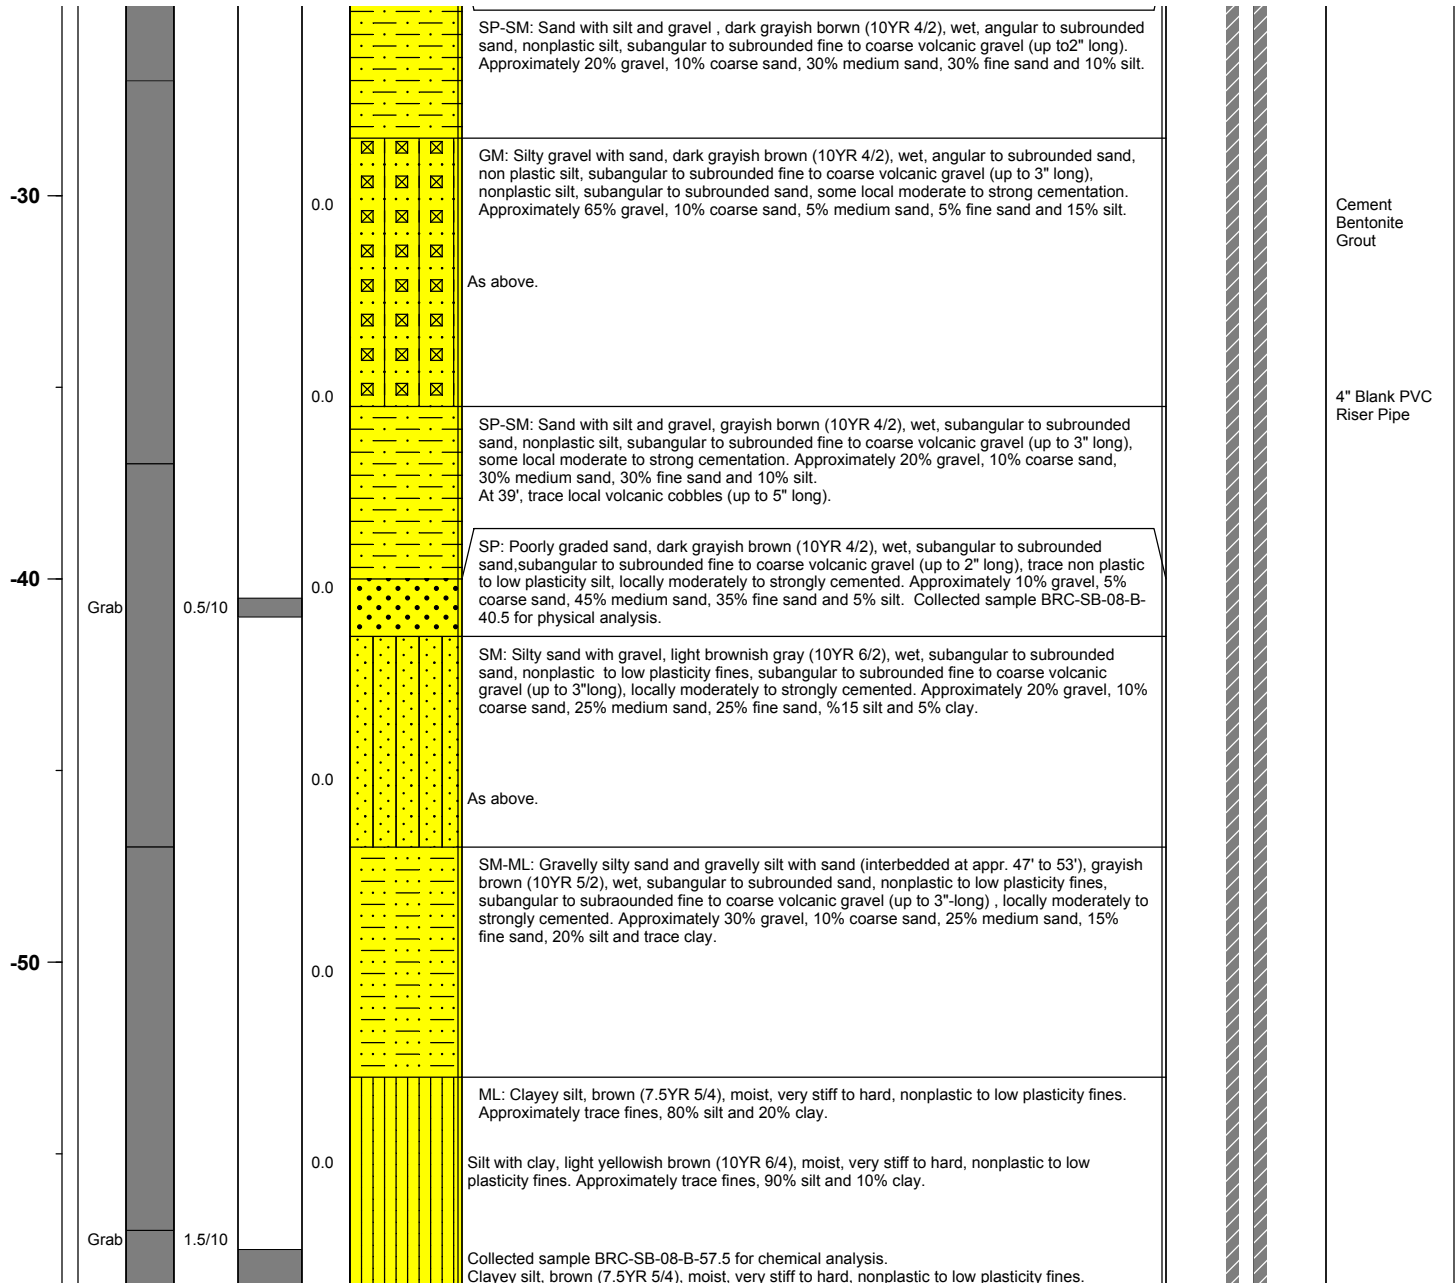 SP-SM: Sand with silt and gravel , dark grayish borwn (10YR 4/2), wet, angular to subrounded
sand, nonplastic silt, subangular to subrounded fine to coarse volcanic gravel (up to2" long).
Approximately 20% gravel, 10% coarse sand, 30% medium sand, 30% fine sand and 10% silt.
GM: Silty gravel with sand, dark grayish brown (10YR 4/2), wet, angular to subrounded sand,
non plastic silt, subangular to subrounded fine to coarse volcanic gravel (up to 3" long),
nonplastic silt, subangular to subrounded sand, some local moderate to strong cementation.
Approximately 65% gravel, 10% coarse sand, 5% medium sand, 5% fine sand and 15% silt.
-30
0.0
Cement
Bentonite
Grout
As above.
0.0
4" Blank PVC
Riser Pipe
SP-SM: Sand with silt and gravel, grayish borwn (10YR 4/2), wet, subangular to subrounded
sand, nonplastic silt, subangular to subrounded fine to coarse volcanic gravel (up to 3" long),
some local moderate to strong cementation. Approximately 20% gravel, 10% coarse sand,
30% medium sand, 30% fine sand and 10% silt.
At 39', trace local volcanic cobbles (up to 5" long).
-40
0.0
Grab
0.5/10
SP: Poorly graded sand, dark grayish brown (10YR 4/2), wet, subangular to subrounded
sand,subangular to subrounded fine to coarse volcanic gravel (up to 2" long), trace non plastic
to low plasticity silt, locally moderately to strongly cemented. Approximately 10% gravel, 5%
coarse sand, 45% medium sand, 35% fine sand and 5% silt. Collected sample BRC-SB-08-B-
40.5 for physical analysis.
SM: Silty sand with gravel, light brownish gray (10YR 6/2), wet, subangular to subrounded
sand, nonplastic to low plasticity fines, subangular to subrounded fine to coarse volcanic
gravel (up to 3"long), locally moderately to strongly cemented. Approximately 20% gravel, 10%
coarse sand, 25% medium sand, 25% fine sand, %15 silt and 5% clay.
0.0
As above.
SM-ML: Gravelly silty sand and gravelly silt with sand (interbedded at appr. 47' to 53'), grayish
brown (10YR 5/2), wet, subangular to subrounded sand, nonplastic to low plasticity fines,
subangular to subraounded fine to coarse volcanic gravel (up to 3"-long) , locally moderately to
strongly cemented. Approximately 30% gravel, 10% coarse sand, 25% medium sand, 15%
fine sand, 20% silt and trace clay.
-50
0.0
ML: Clayey silt, brown (7.5YR 5/4), moist, very stiff to hard, nonplastic to low plasticity fines.
Approximately trace fines, 80% silt and 20% clay.
0.0
Silt with clay, light yellowish brown (10YR 6/4), moist, very stiff to hard, nonplastic to low
plasticity fines. Approximately trace fines, 90% silt and 10% clay.
Grab
1.5/10
Collected sample BRC-SB-08-B-57.5 for chemical analysis.
Clayey silt, brown (7.5YR 5/4), moist, very stiff to hard, nonplastic to low plasticity fines.